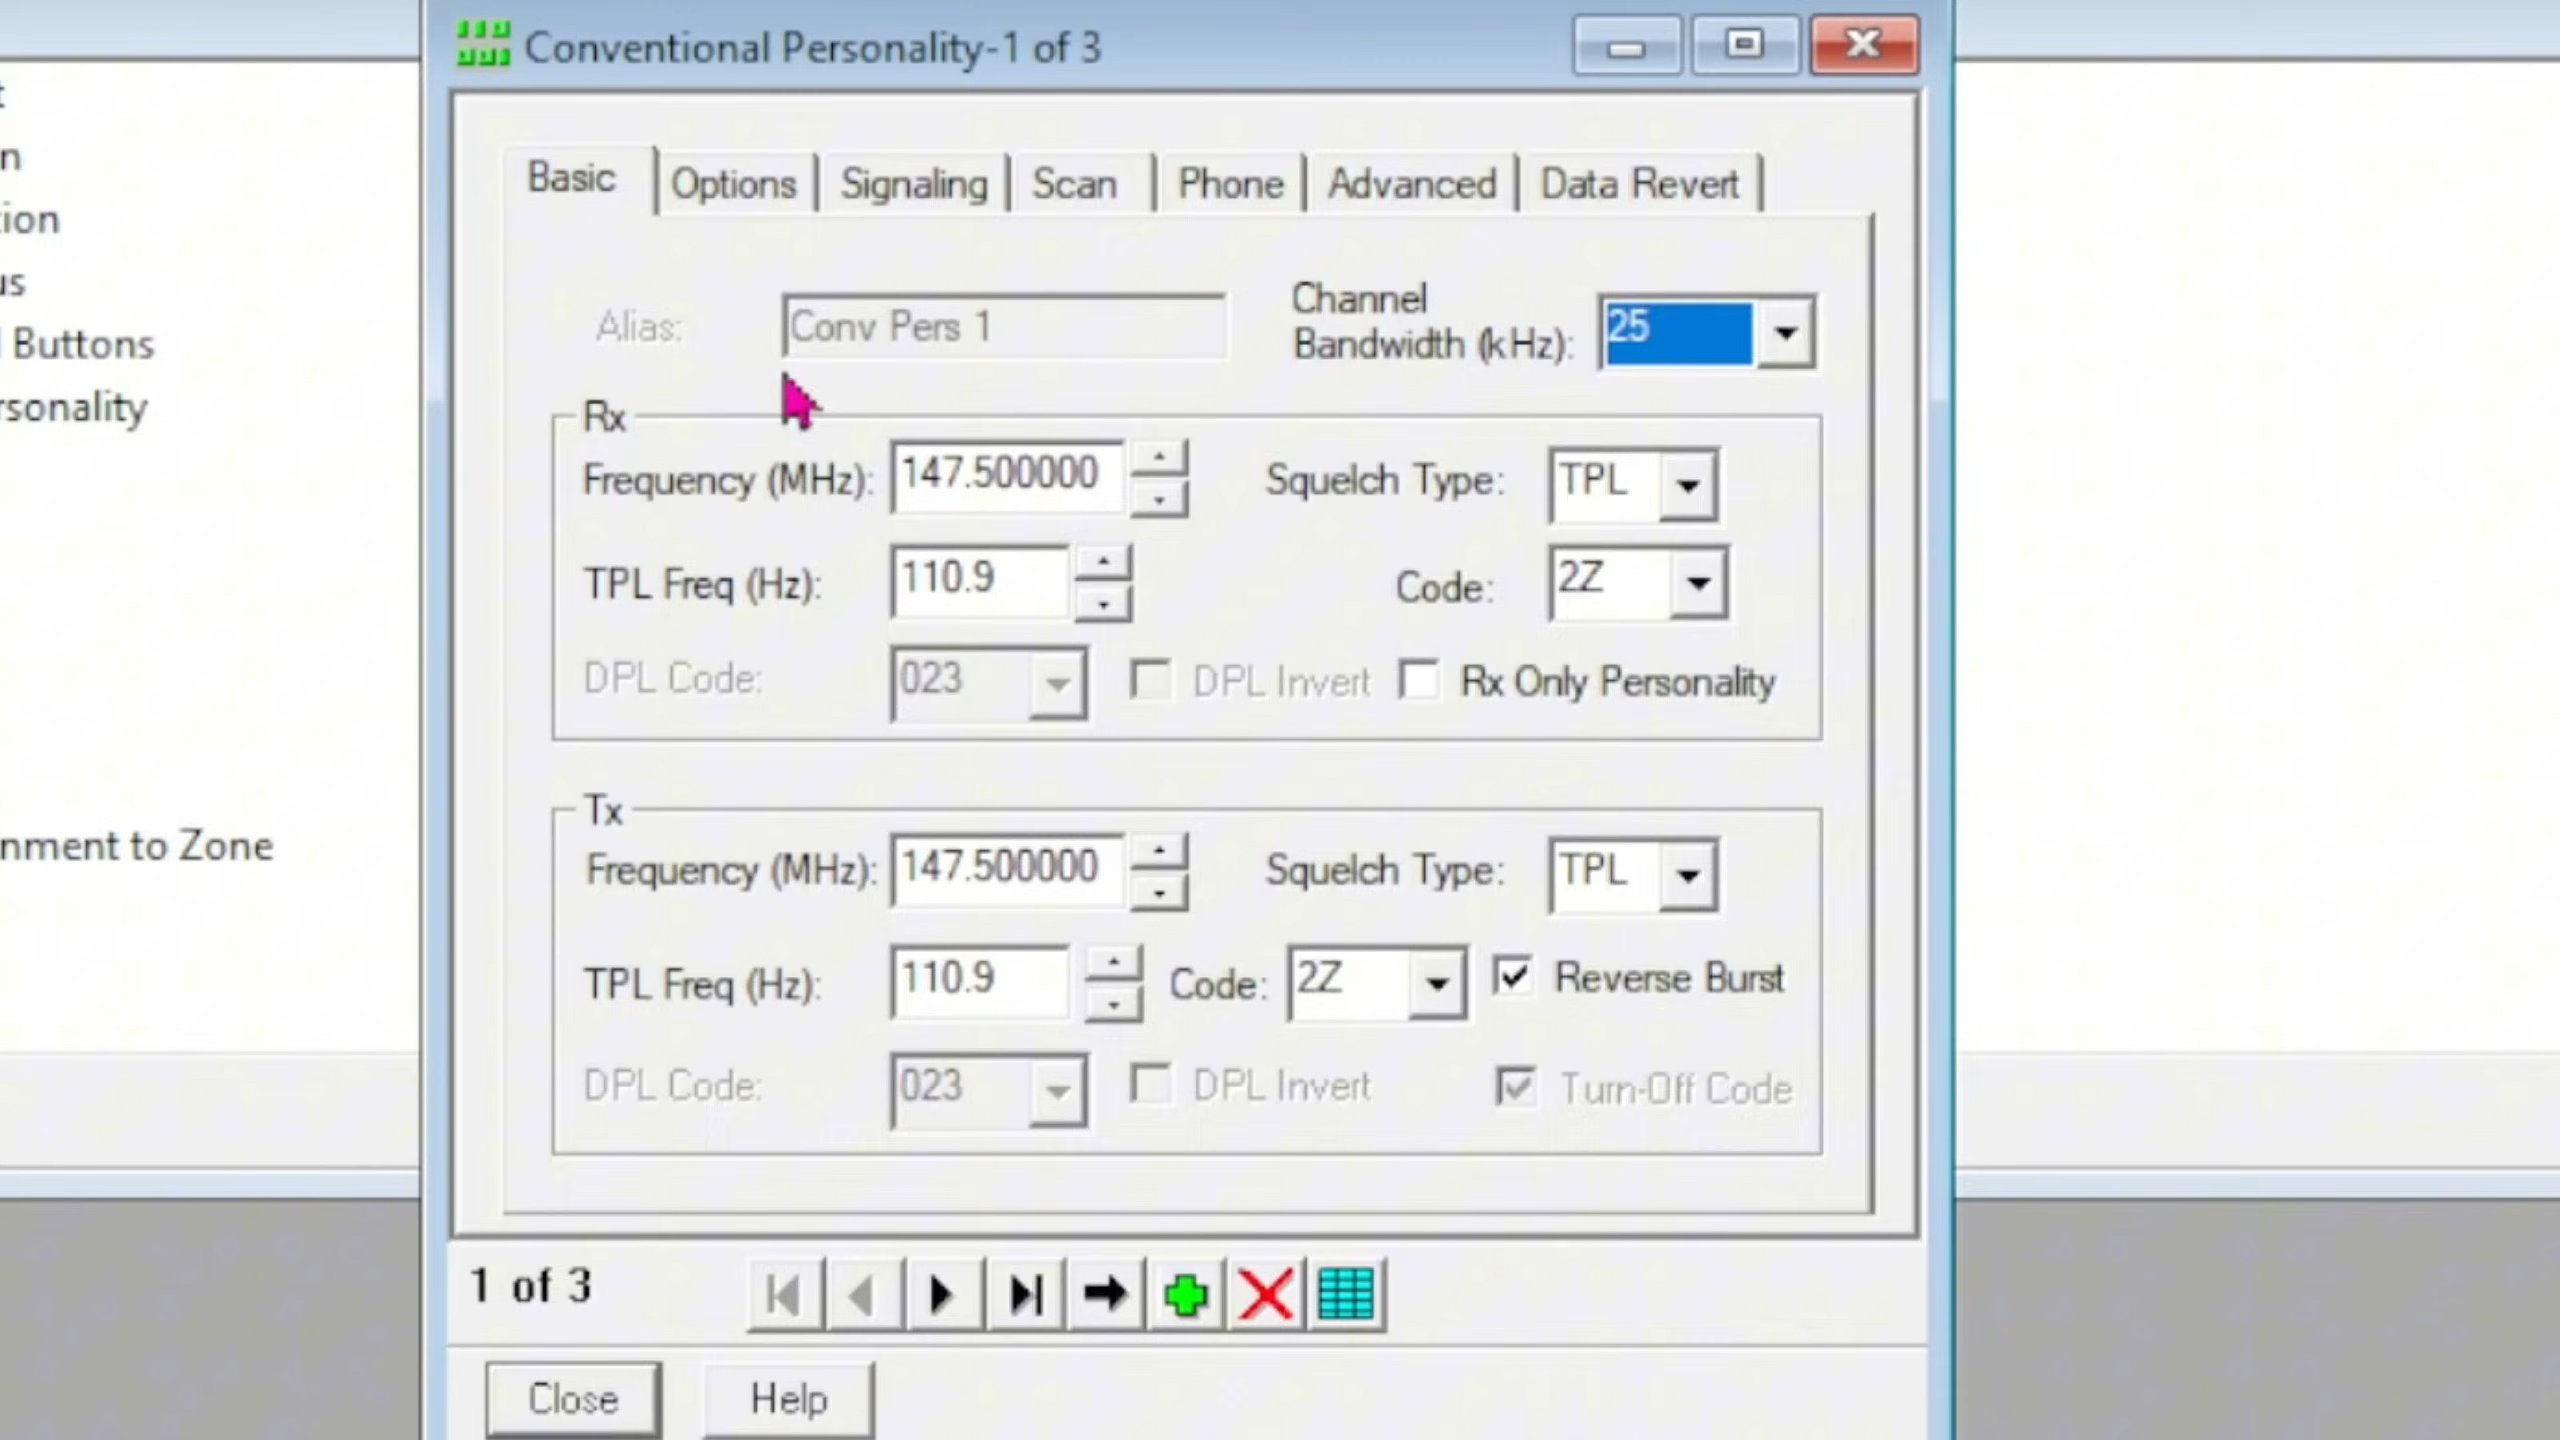 Conventional Personality-1 of 3
t
n
tion
us
l Buttons
rsonality
nment to Zone
Basic Options Signaling Scan Phone Advanced Data Revert
Alias: Conv Pers 1 Channel Bandwidth (kHz): 25
Rx
Frequency (MHz): 147.500000 Squelch Type: TPL
TPL Freq (Hz): 110.9 Code: 2Z
DPL Code: 023 DPL Invert Rx Only Personality
Tx
Frequency (MHz): 147.500000 Squelch Type: TPL
TPL Freq (Hz): 110.9 Code: 2Z Reverse Burst
DPL Code: 023 DPL Invert Turn-Off Code
1 of 3
Close Help